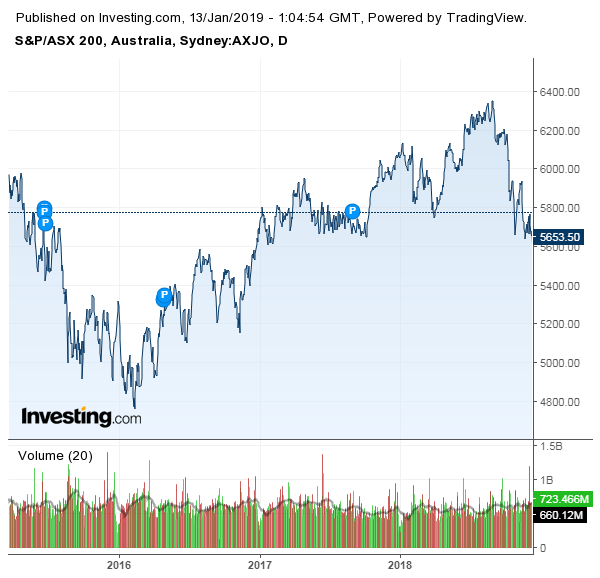 Published on Investing.com, 13/Jan/2019 - 1:04:54 GMT, Powered by TradingView.
S&P/ASX 200, Australia, Sydney:AXJO, D
6400.00
6200.00
6000.00
5800.00
P
P
P
5653.50
5600.00
5400.00
P
5200.00
5000.00
4800.00
Investing.com
Volume (20)
1.5B
1B
723.466M
660.12M
0
2016
2017
2018